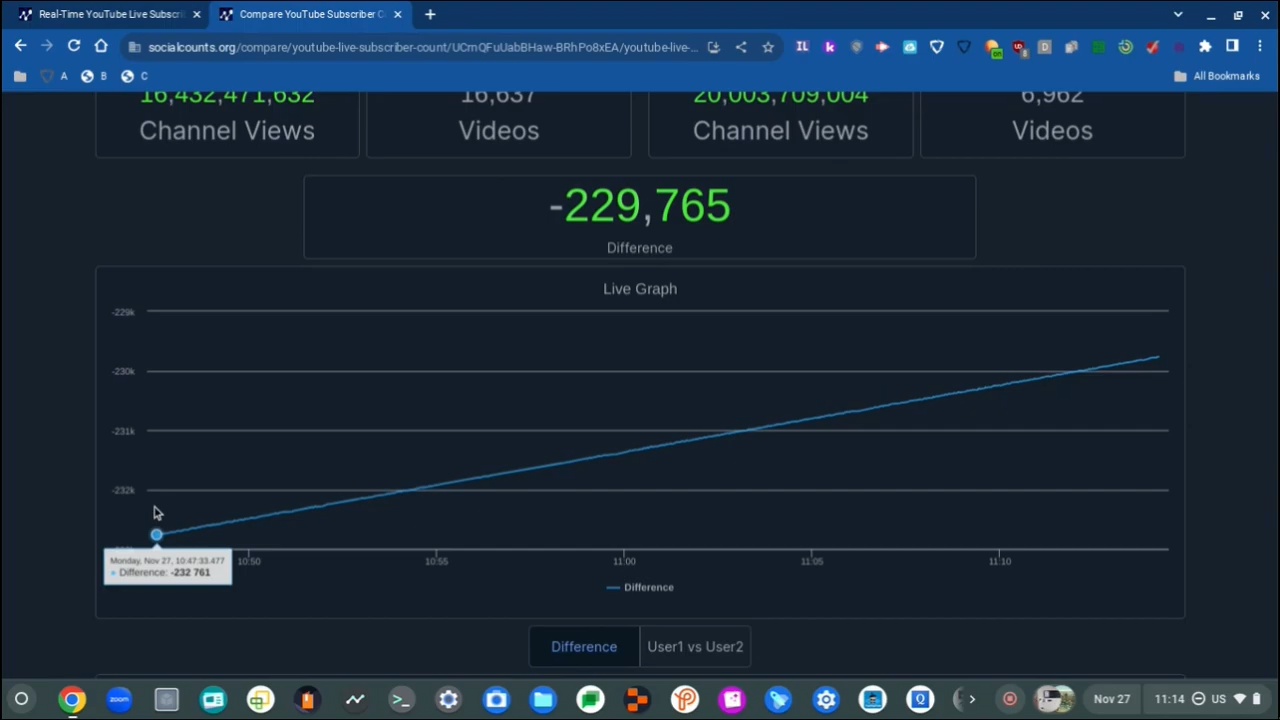 Real-Time YouTube Live Subscri
Compare YouTube Subscriber C
socialcounts.org/compare/youtube-live-subscriber-count/UCmQFuUabBHaw-BRhPo8xEA/youtube-live-...
A
B
C
All Bookmarks
16,432,471,632
Channel Views
16,637
Videos
20,003,709,004
Channel Views
6,962
Videos
-229,765
Difference
Live Graph
-229k
-230k
-231k
-232k
Monday, Nov 27, 10:47:33.477
Difference: -232 761
10:50
10:55
11:00
11:05
11:10
Difference
Difference
User1 vs User2
zoom
Nov 27
11:14
US